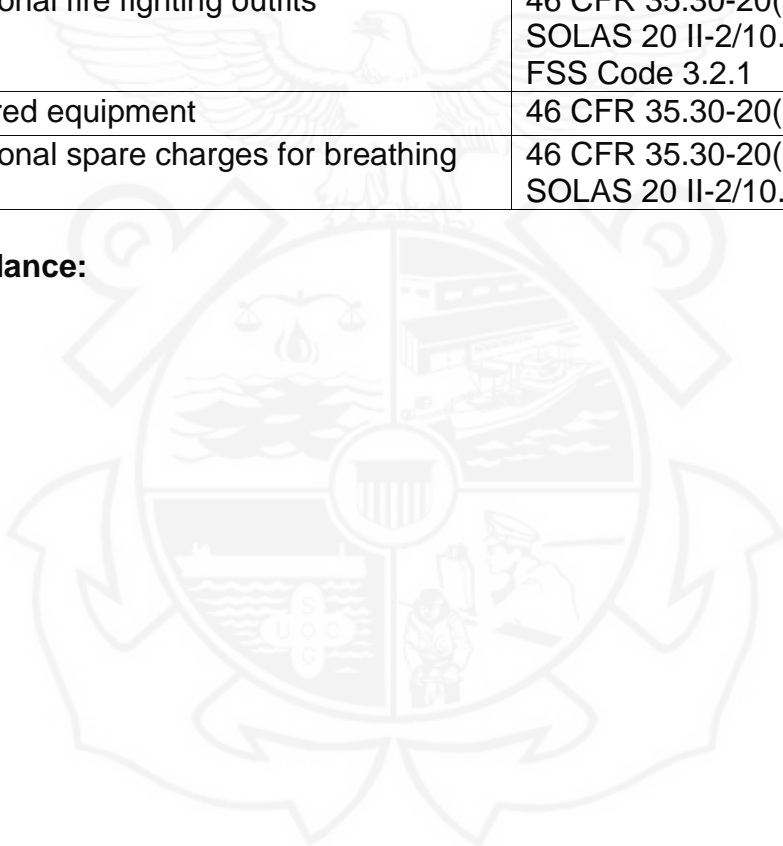 onal fire fighting outfits
46 CFR 35.30-20(
SOLAS 20 II-2/10.
FSS Code 3.2.1
red equipment
46 CFR 35.30-20(
onal spare charges for breathing
46 CFR 35.30-20(
SOLAS 20 II-2/10.
lance:
S
U O C
G